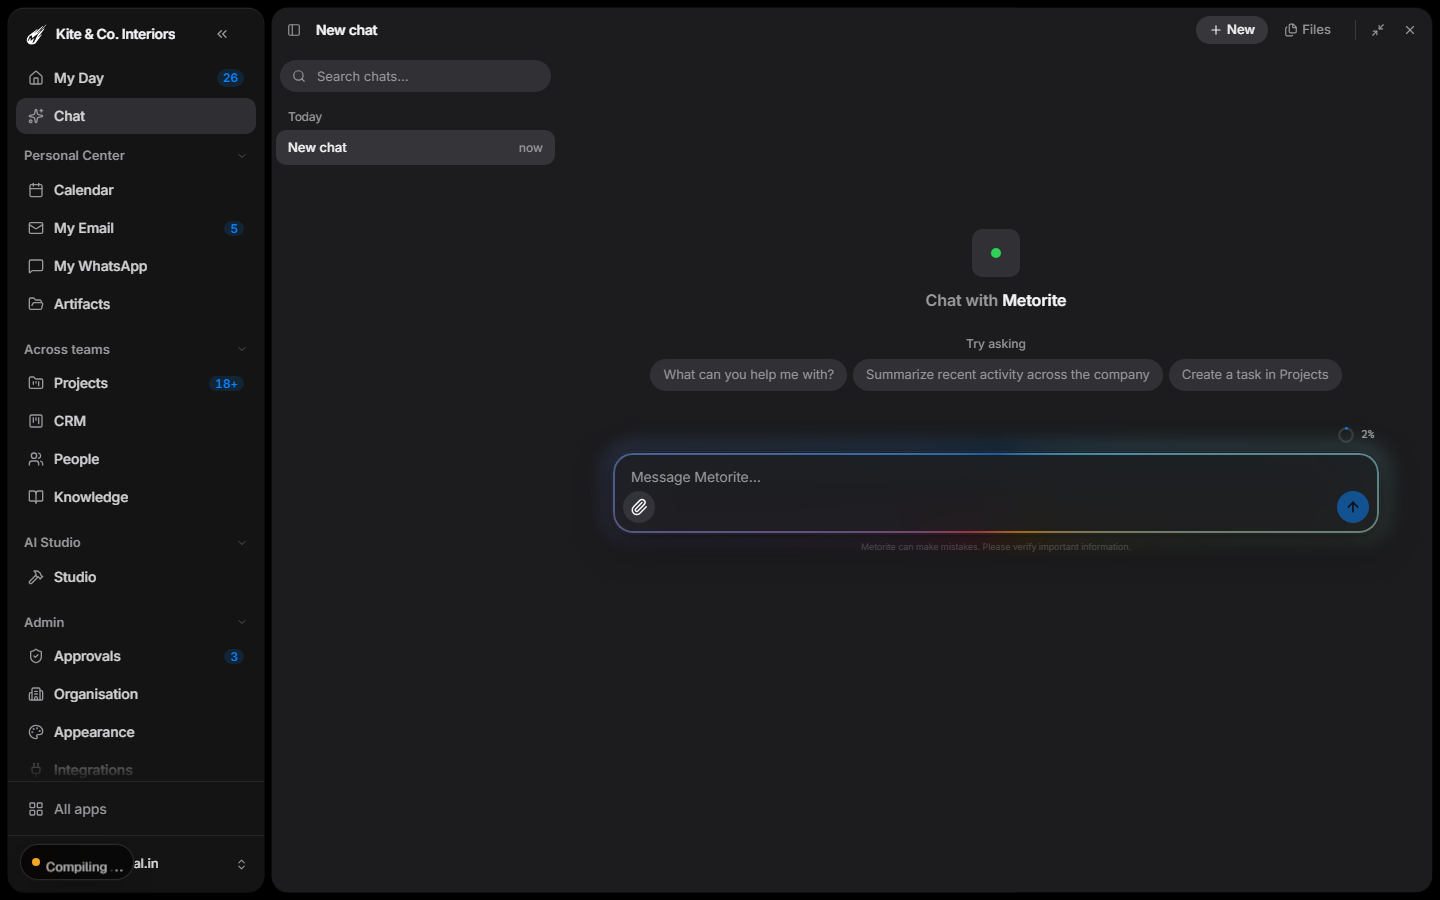 Kite & Co. Interiors
My Day
26
Chat
Personal Center
Calendar
My Email
5
My WhatsApp
Artifacts
Across teams
Projects
18+
CRM
People
Knowledge
AI Studio
Studio
Admin
Approvals
3
Organisation
Appearance
Integrations
All apps
Compiling ...
al.in
New chat
New
Files
Search chats...
Today
New chat
now
Chat with Metorite
Try asking
What can you help me with?
Summarize recent activity across the company
Create a task in Projects
2%
Message Metorite...
Metorite can make mistakes. Please verify important information.